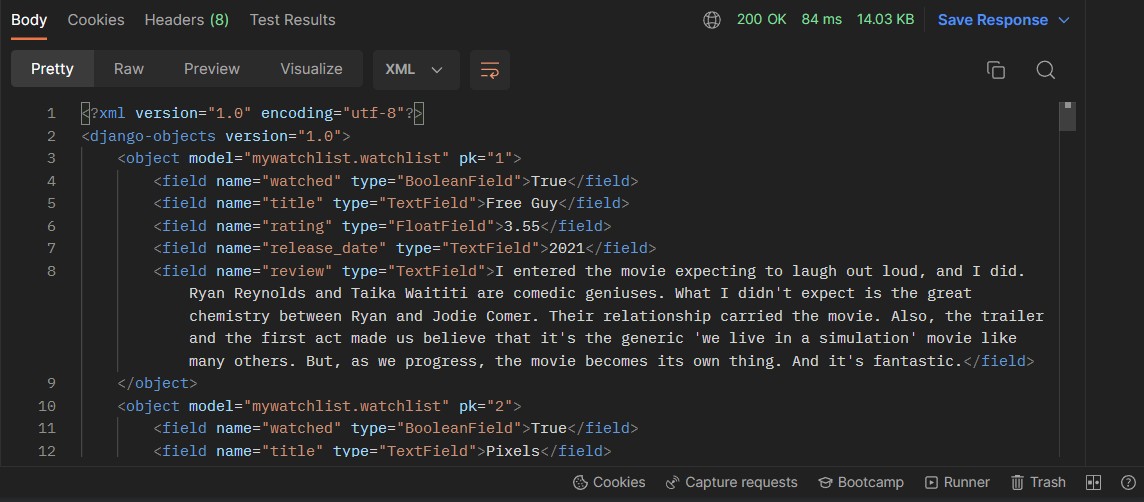 Body Cookies Headers (8) Test Results 200 OK 84 ms 14.03 KB Save Response
Pretty Raw Preview Visualize XML
1 <?xml version="1.0" encoding="utf-8"?>
2 <django-objects version="1.0">
3 <object model="mywatchlist.watchlist" pk="1">
4 <field name="watched" type="BooleanField">True</field>
5 <field name="title" type="TextField">Free Guy</field>
6 <field name="rating" type="FloatField">3.55</field>
7 <field name="release_date" type="TextField">2021</field>
8 <field name="review" type="TextField">I entered the movie expecting to laugh out loud, and I did.
Ryan Reynolds and Taika Waititi are comedic geniuses. What I didn't expect is the great
chemistry between Ryan and Jodie Comer. Their relationship carried the movie. Also, the trailer
and the first act made us believe that it's the generic 'we live in a simulation' movie like
many others. But, as we progress, the movie becomes its own thing. And it's fantastic.</field>
9 </object>
10 <object model="mywatchlist.watchlist" pk="2">
11 <field name="watched" type="BooleanField">True</field>
12 <field name="title" type="TextField">Pixels</field>
Cookies Capture requests Bootcamp Runner Trash